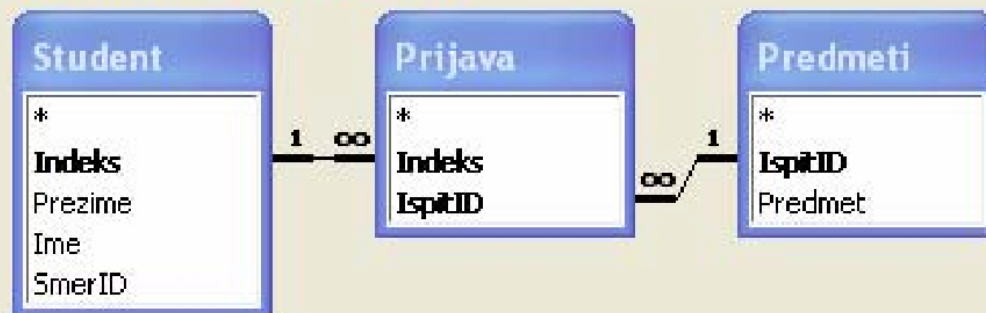 Student
*
Indeks
Prezime
Ime
SmerID
1 ∞
Prijava
*
Indeks
IspitID
∞ 1
Predmeti
*
IspitID
Predmet